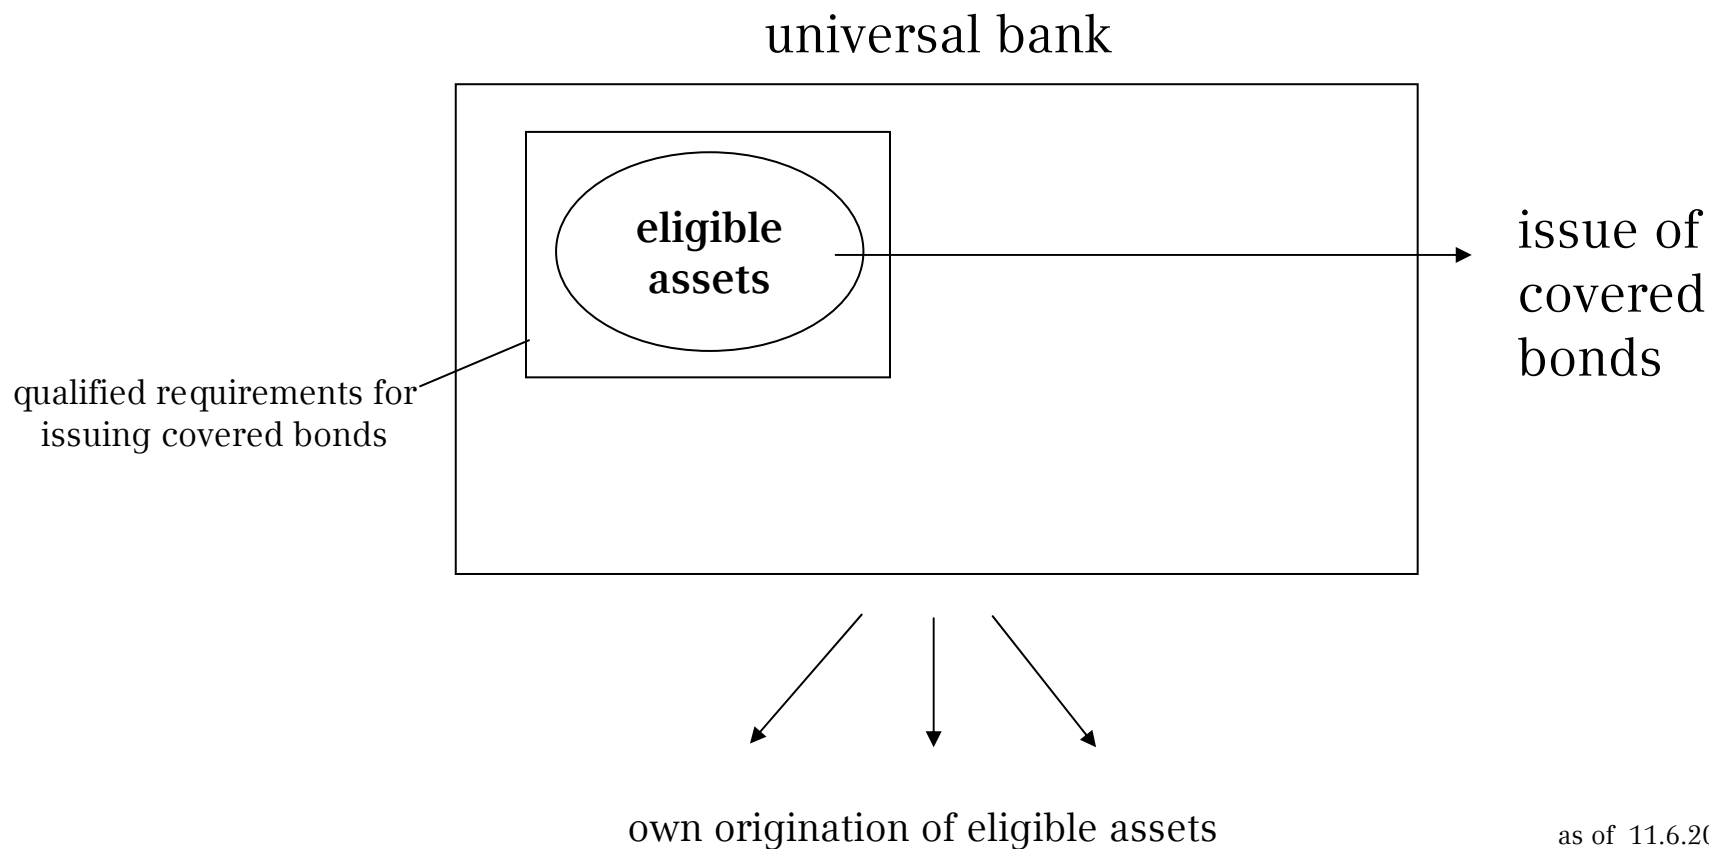 universal bank
eligible
assets
issue of
covered
bonds
qualified requirements for
issuing covered bonds
own origination of eligible assets
as of 11.6.20